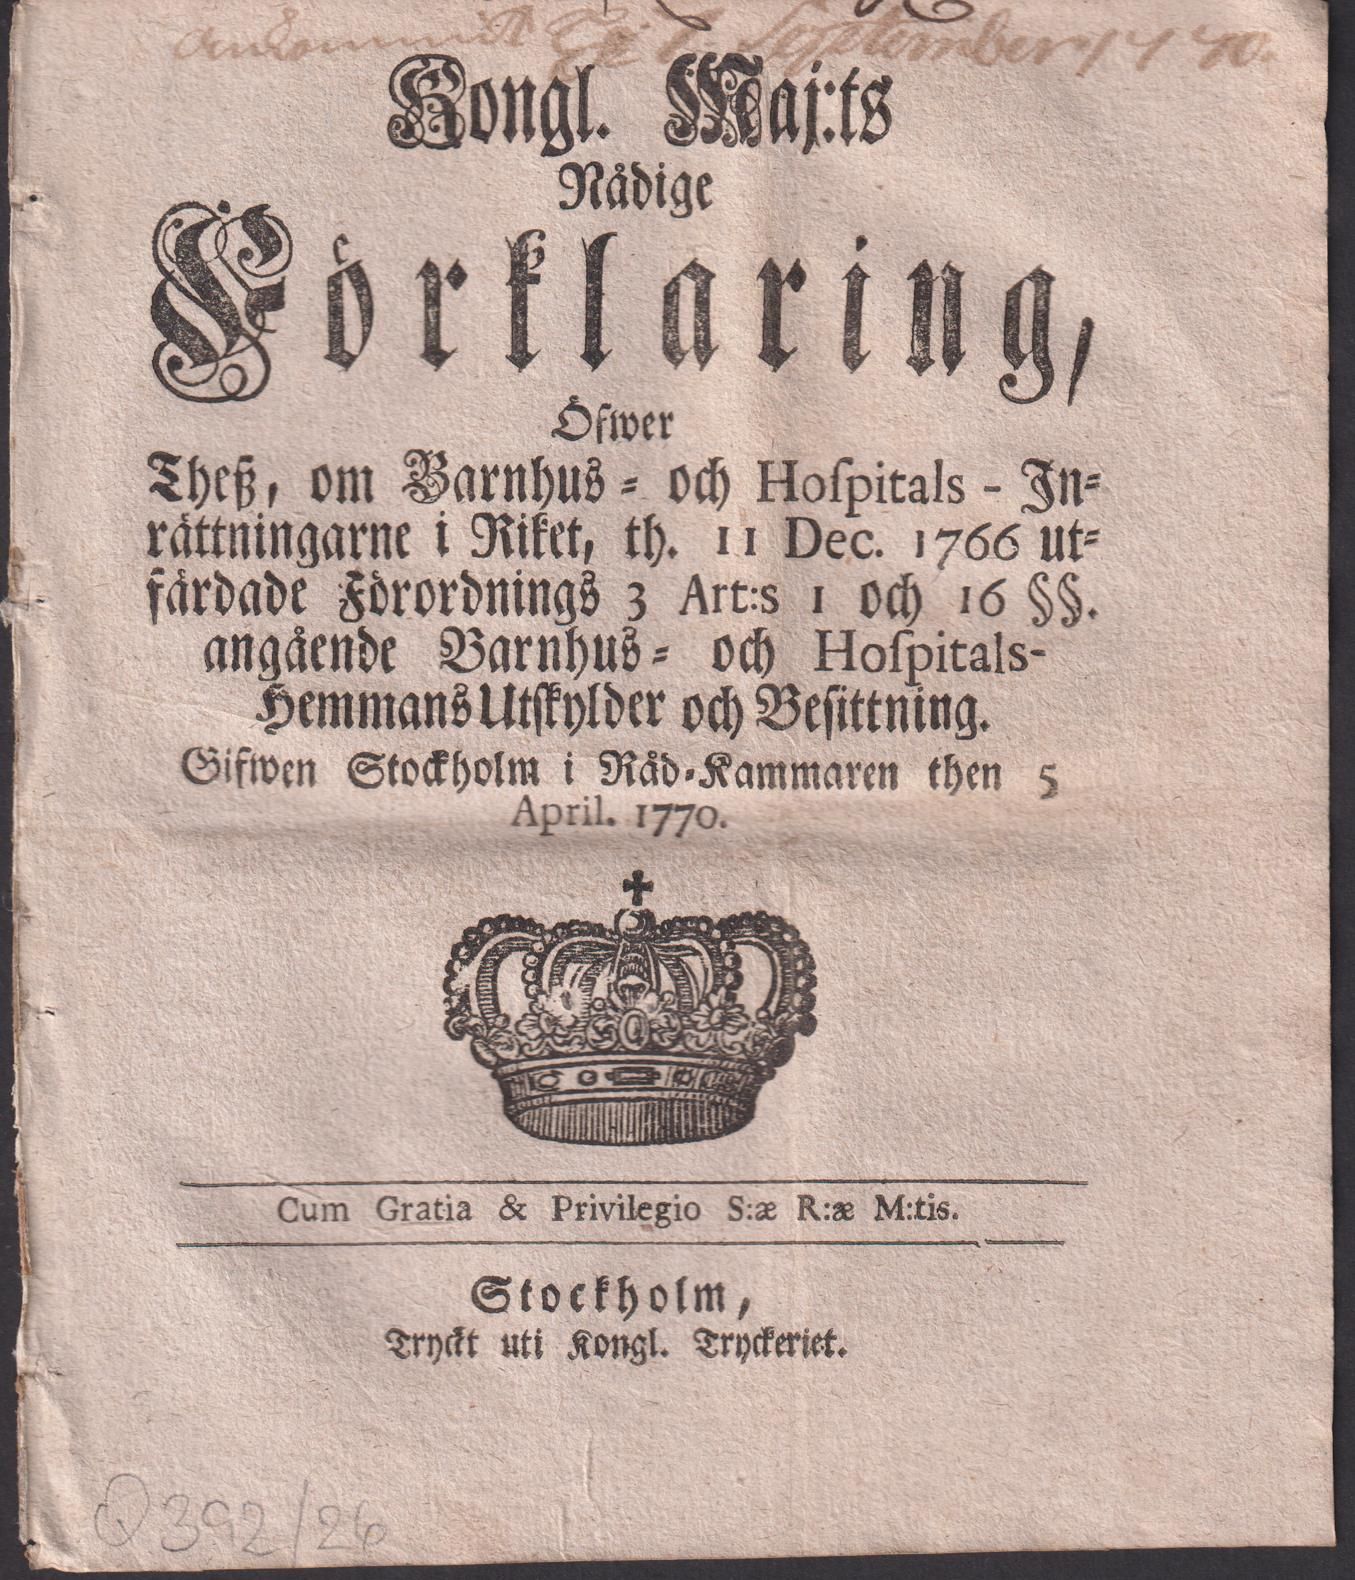 ankommit September 1770.
Kongl. Maj:ts
Nådige
Förklaring,
Öfwer
Theß, om Barnhus- och Hoſpitals-In-
rättningarne i Riket, th. 11 Dec. 1766 ut-
färdade Förordnings 3 Art:s 1 och 16 §§.
angående Barnhus- och Hoſpitals-
Hemmans Utſkylder och Beſittning.
Gifwen Stockholm i Råd-Kammaren then 5
April. 1770.
Cum Gratia & Privilegio S:æ R:æ M:tis.
Stockholm,
Tryckt uti Kongl. Tryckeriet.
Q392/26